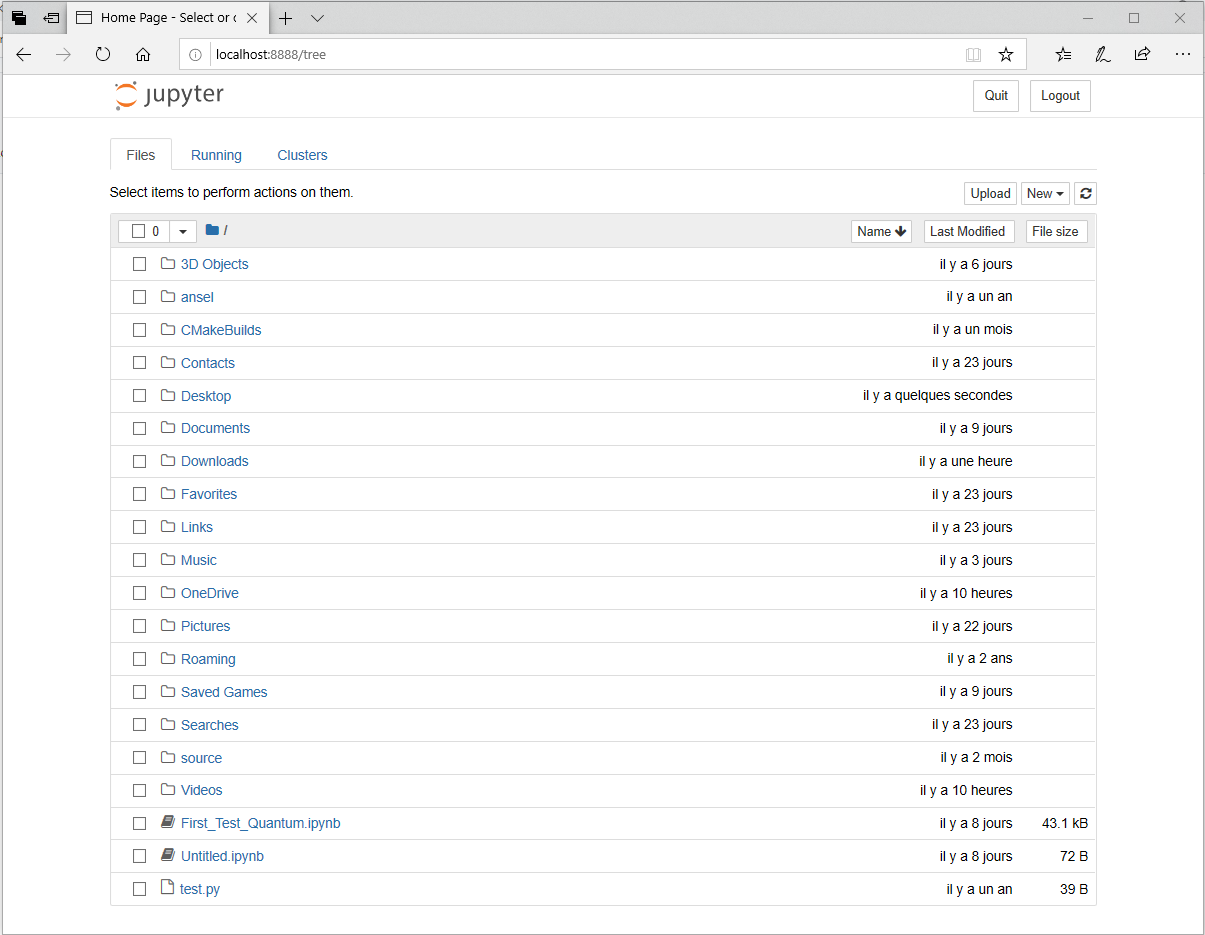 Home Page - Select or c
localhost:8888/tree
jupyter
Quit Logout
Files Running Clusters
Select items to perform actions on them.
Upload New
0 / Name Last Modified File size
3D Objects il y a 6 jours
ansel il y a un an
CMakeBuilds il y a un mois
Contacts il y a 23 jours
Desktop il y a quelques secondes
Documents il y a 9 jours
Downloads il y a une heure
Favorites il y a 23 jours
Links il y a 23 jours
Music il y a 3 jours
OneDrive il y a 10 heures
Pictures il y a 22 jours
Roaming il y a 2 ans
Saved Games il y a 9 jours
Searches il y a 23 jours
source il y a 2 mois
Videos il y a 10 heures
First_Test_Quantum.ipynb il y a 8 jours 43.1 kB
Untitled.ipynb il y a 8 jours 72 B
test.py il y a un an 39 B